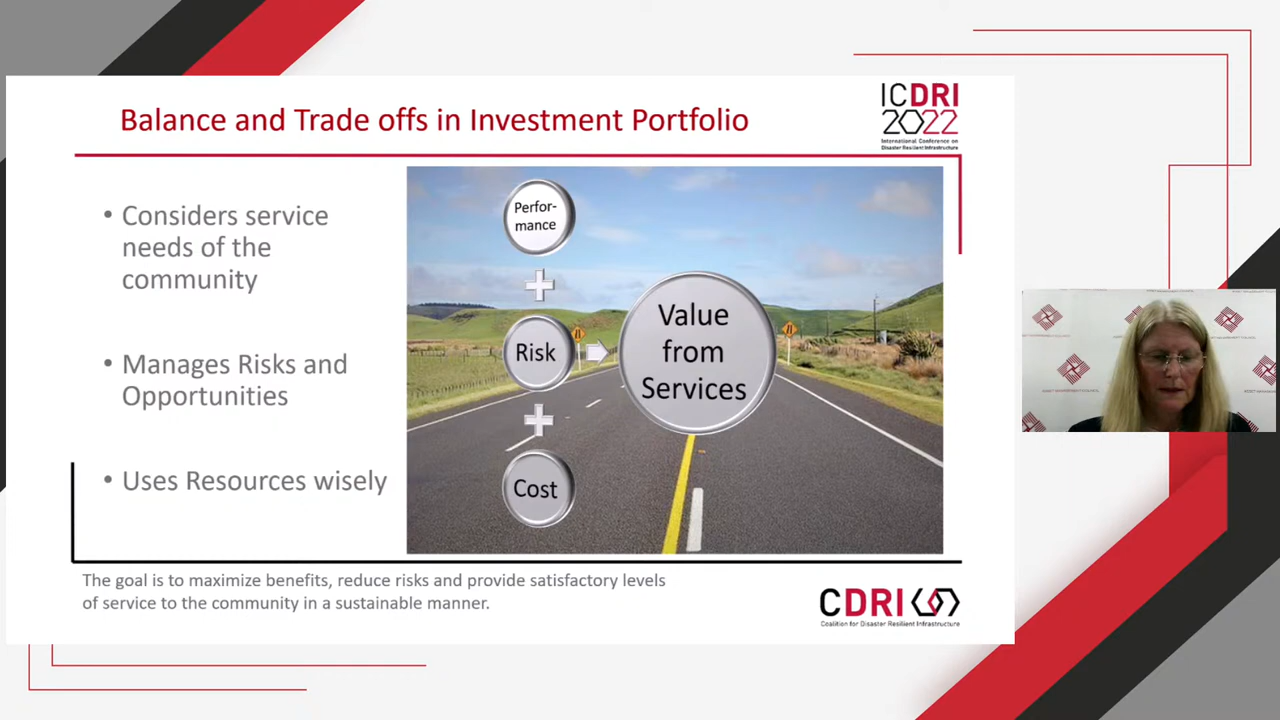 Balance and Trade offs in Investment Portfolio
ICDRI
2022
International Conference on
Disaster Resilient Infrastructure
• Considers service
needs of the
community
• Manages Risks and
Opportunities
• Uses Resources wisely
Perfor-
mance
Risk
Cost
Value
from
Services
The goal is to maximize benefits, reduce risks and provide satisfactory levels
of service to the community in a sustainable manner.
CDRI
Coalition for Disaster Resilient Infrastructure